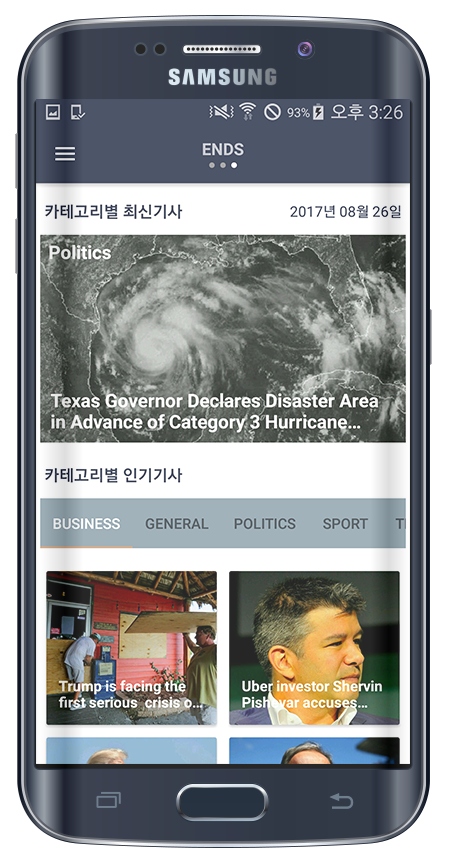 SAMSUNG
93% 오후 3:26
ENDS
카테고리별 최신기사 2017년 08월 26일
Politics
Texas Governor Declares Disaster Area
in Advance of Category 3 Hurricane...
카테고리별 인기기사
BUSINESS GENERAL POLITICS SPORT
Trump is facing the
first serious crisis o...
Uber investor Shervin
Pishevar accuses...